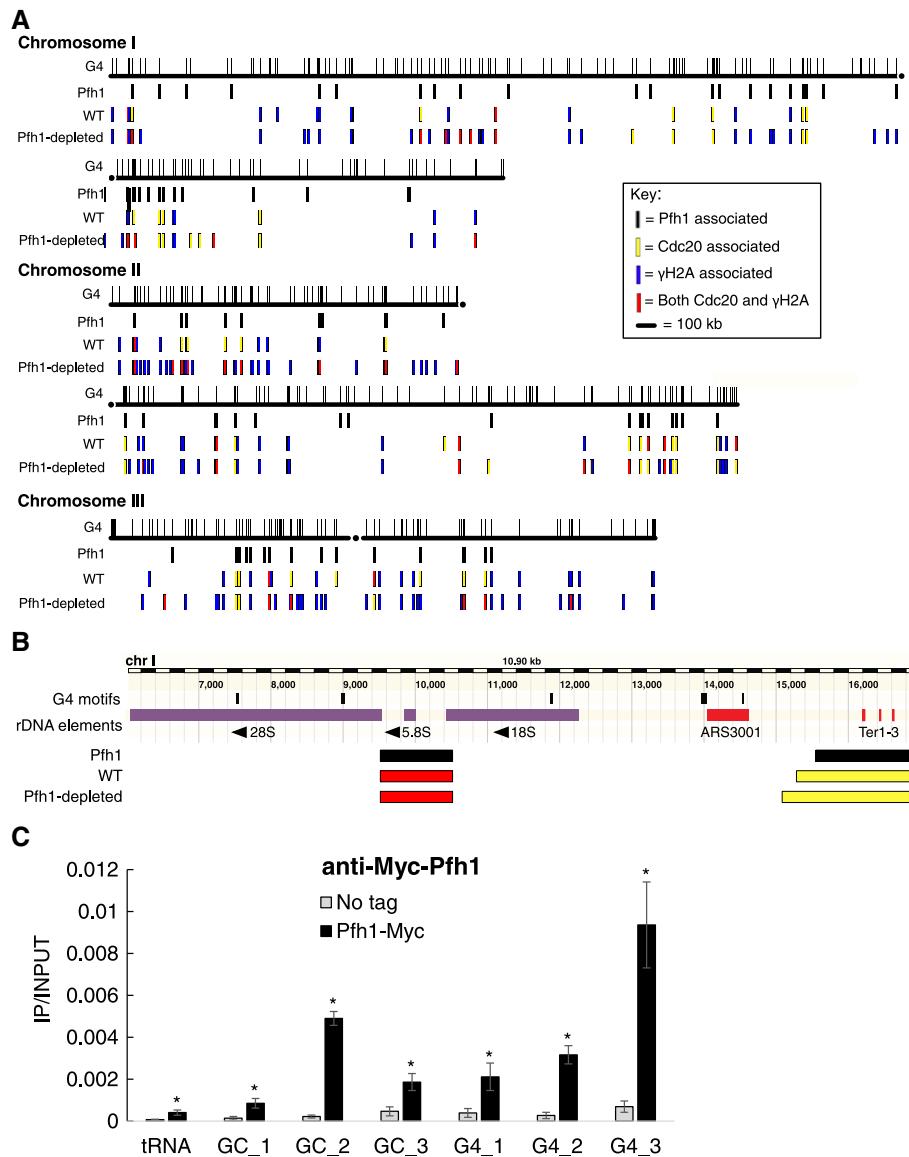 A
Chromosome I
G4
Pfh1
WT
Pfh1-depleted
G4
Pfh1
WT
Pfh1-depleted
Key:
= Pfh1 associated
= Cdc20 associated
= γH2A associated
= Both Cdc20 and γH2A
= 100 kb
Chromosome II
G4
Pfh1
WT
Pfh1-depleted
G4
Pfh1
WT
Pfh1-depleted
Chromosome III
G4
Pfh1
WT
Pfh1-depleted
B
chr I
10.90 kb
7,000 8,000 9,000 10,000 11,000 12,000 13,000 14,000 15,000 16,000
G4 motifs
rDNA elements
28S 5.8S 18S ARS3001 Ter1-3
Pfh1
WT
Pfh1-depleted
C
anti-Myc-Pfh1
No tag
Pfh1-Myc
IP/INPUT
0.012
0.01
0.008
0.006
0.004
0.002
0
* * * * * * *
tRNA GC_1 GC_2 GC_3 G4_1 G4_2 G4_3